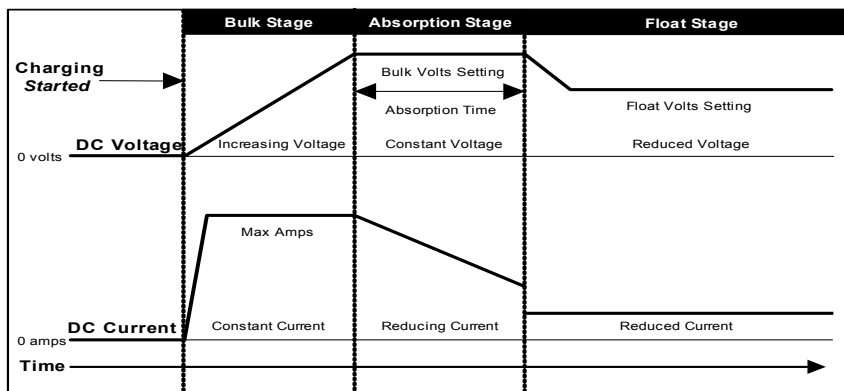 Bulk Stage Absorption Stage Float Stage
Charging
Started
Bulk Volts Setting
Absorption Time
Float Volts Setting
DC Voltage
0 volts
Increasing Voltage Constant Voltage Reduced Voltage
Max Amps
DC Current
0 amps
Constant Current Reducing Current Reduced Current
Time